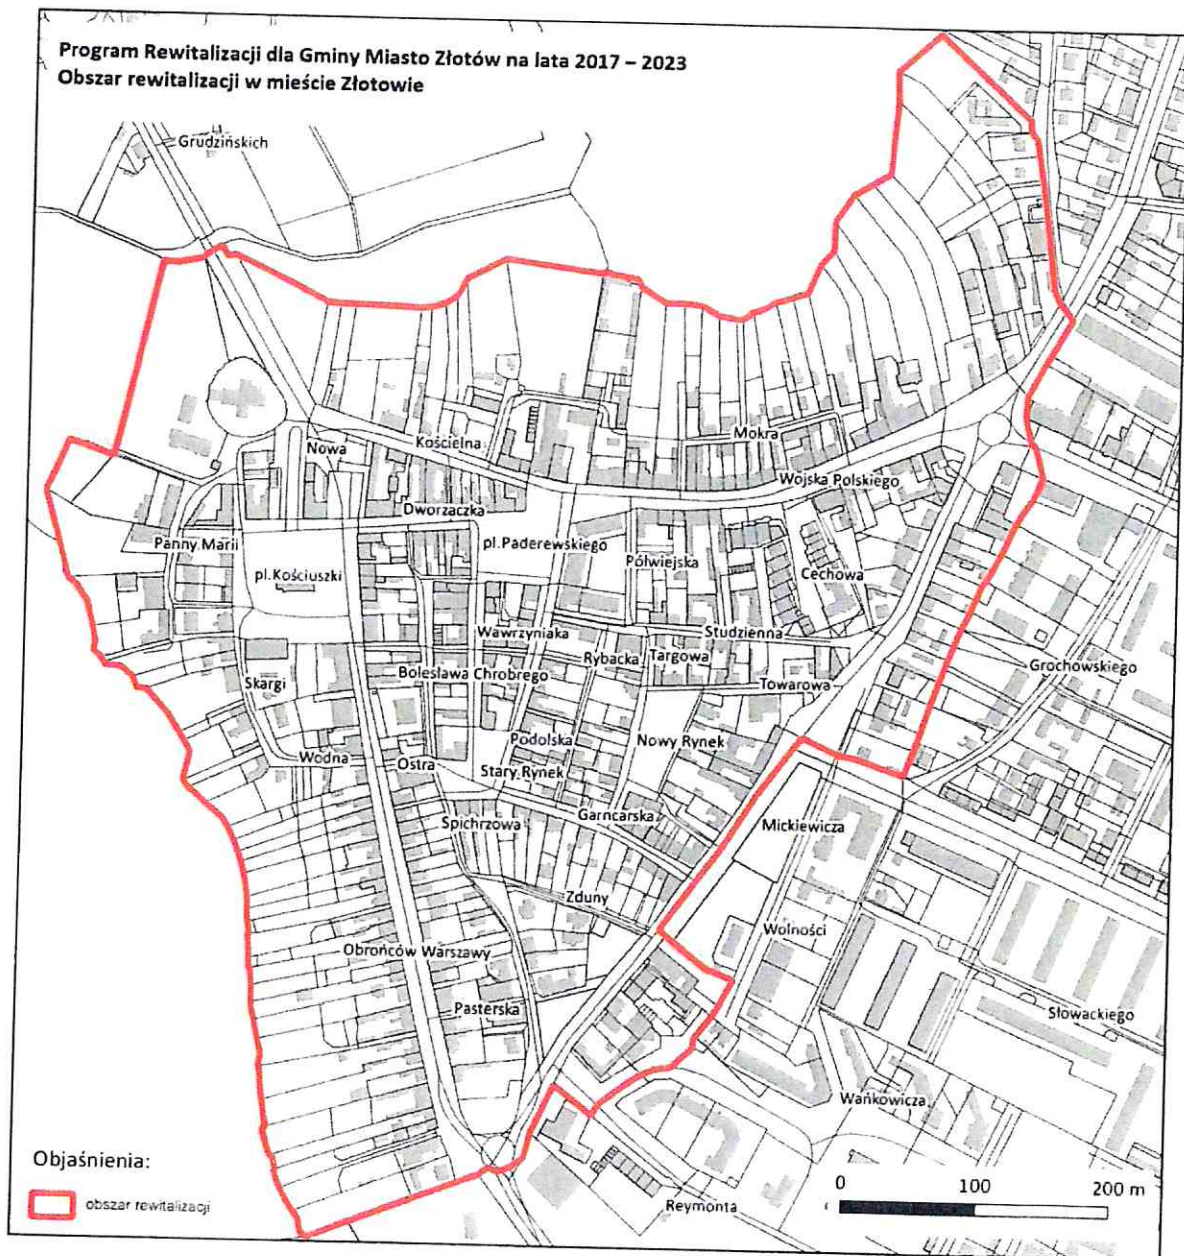 Program Rewitalizacji dla Gminy Miasto Złotów na lata 2017 – 2023
Obszar rewitalizacji w mieście Złotowie
Grudzińskich
Nowa
Kościelna
Mokra
Wojska Polskiego
Dworzaczka
Panny Marii
pl.Paderewskiego
Półwiejska
pl.Kościuszki
Cechowa
Wawrzyniaka
Studzienna
Rybacka
Targowa
Grochowskiego
Skargi
Bolesława Chrobrego
Towarowa
Podolska
Nowy Rynek
Wodna
Ostra
Stary Rynek
Spichrzowa
Garncarska
Mickiewicza
Zduny
Wolności
Obrońców Warszawy
Pasterska
Słowackiego
Wańkowicza
Reymonta
Objaśnienia:
obszar rewitalizacji
0 100 200 m